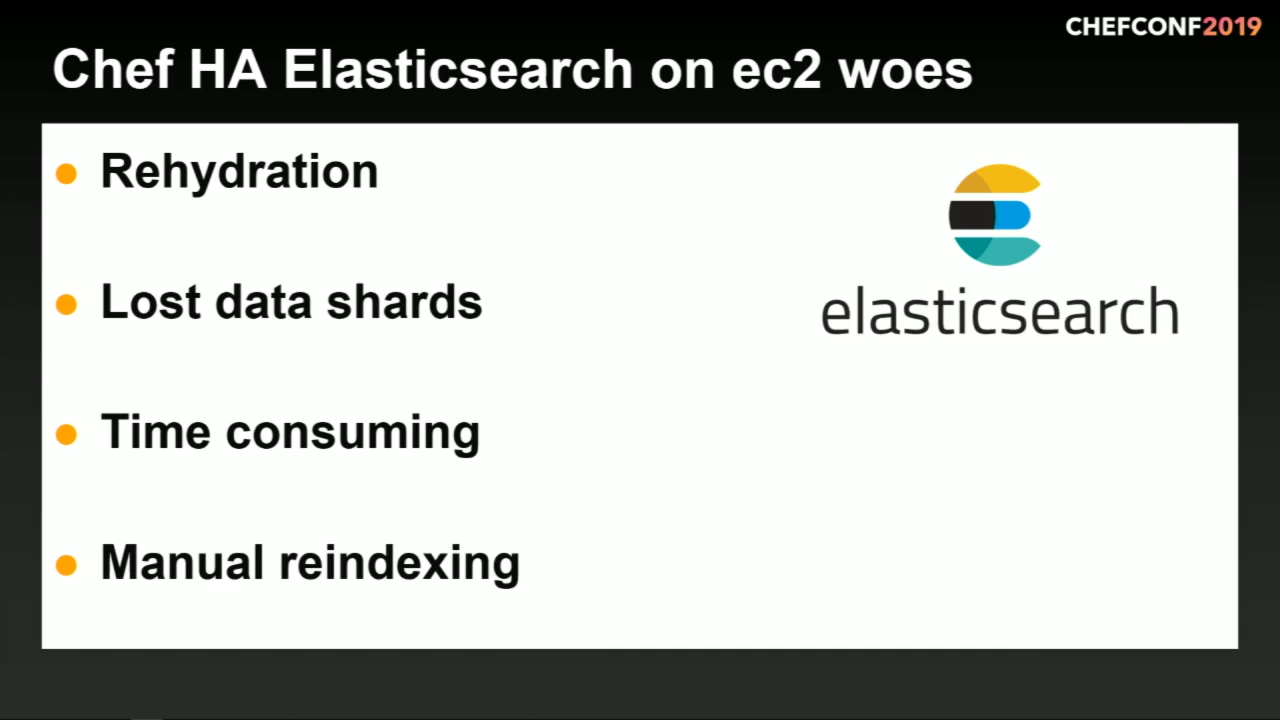 CHEFCONF2019
Chef HA Elasticsearch on ec2 woes
● Rehydration
● Lost data shards
● Time consuming
● Manual reindexing
elasticsearch